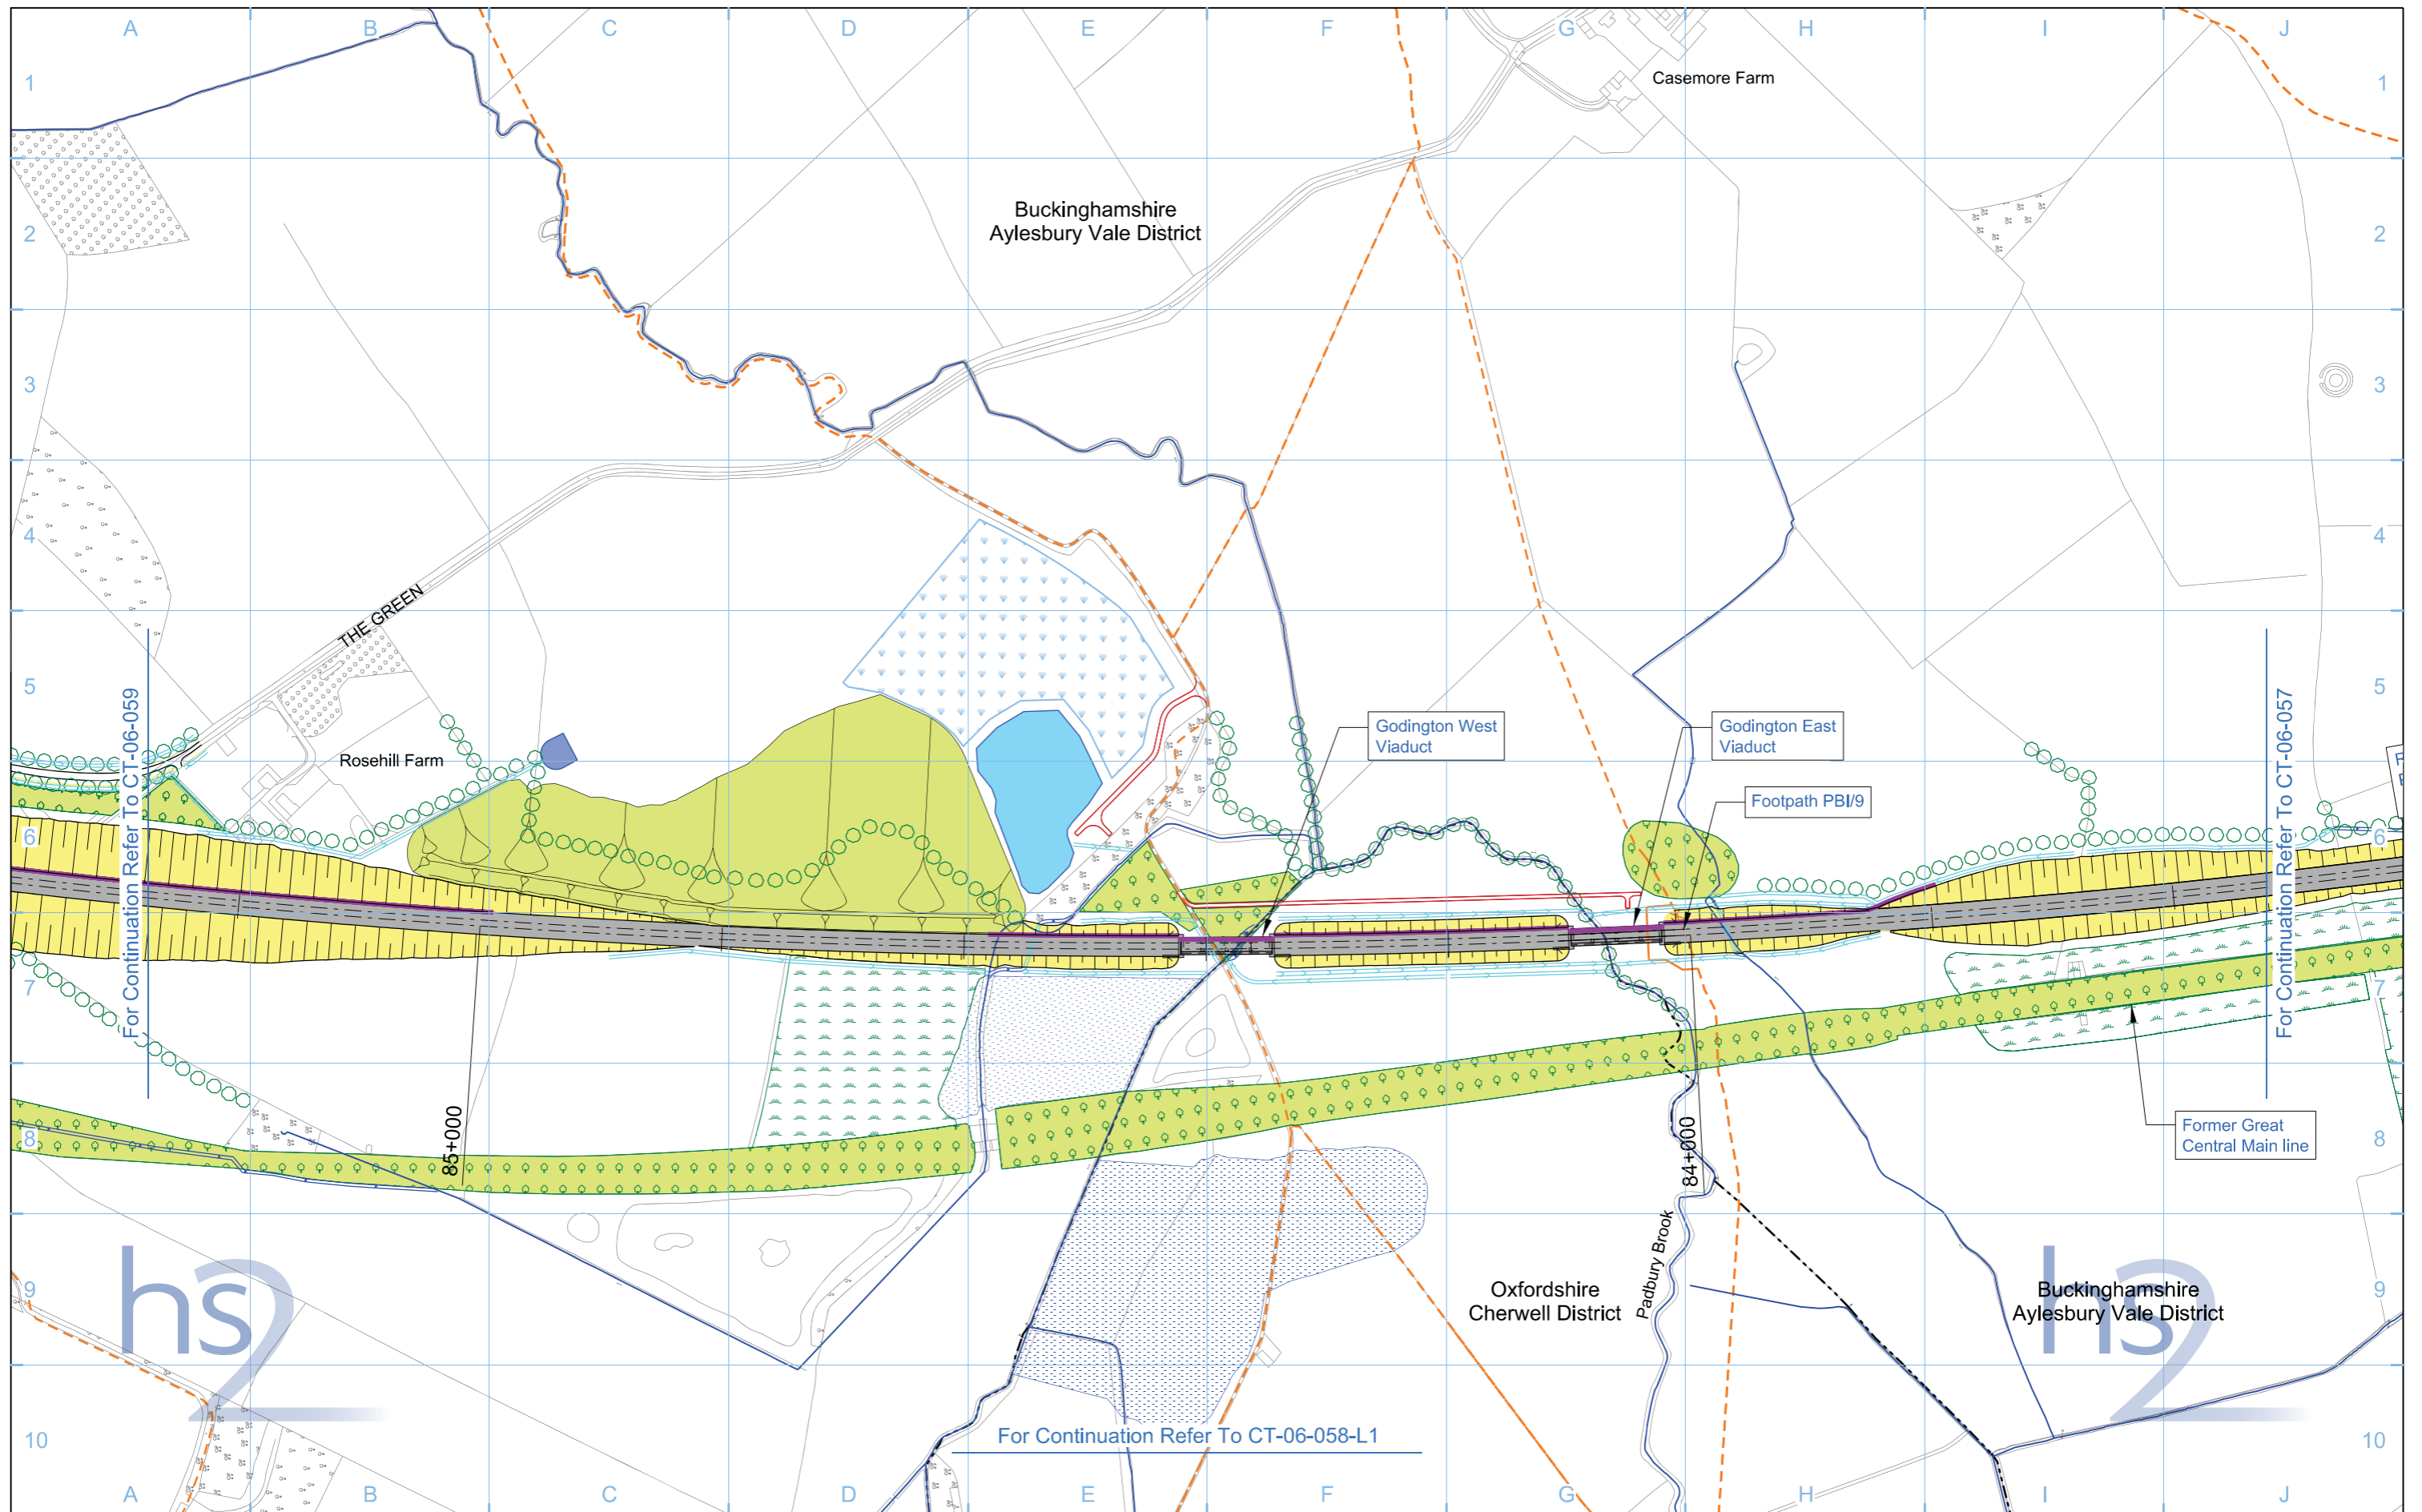 A B C D E F G H I J
1 1
Casemore Farm
Buckinghamshire
Aylesbury Vale District
2 2
3 3
4 4
THE GREEN
5 5
For Continuation Refer To CT-06-059
Rosehill Farm
Godington West
Viaduct
Godington East
Viaduct
For Continuation Refer To CT-06-057
Footpath PBI/9
6 6
7 7
85+000
84+000
Former Great
Central Main line
8 8
Padbury Brook
Oxfordshire
Cherwell District
Buckinghamshire
Aylesbury Vale District
hs2
hs2
9 9
For Continuation Refer To CT-06-058-L1
10 10
A B C D E F G H I J